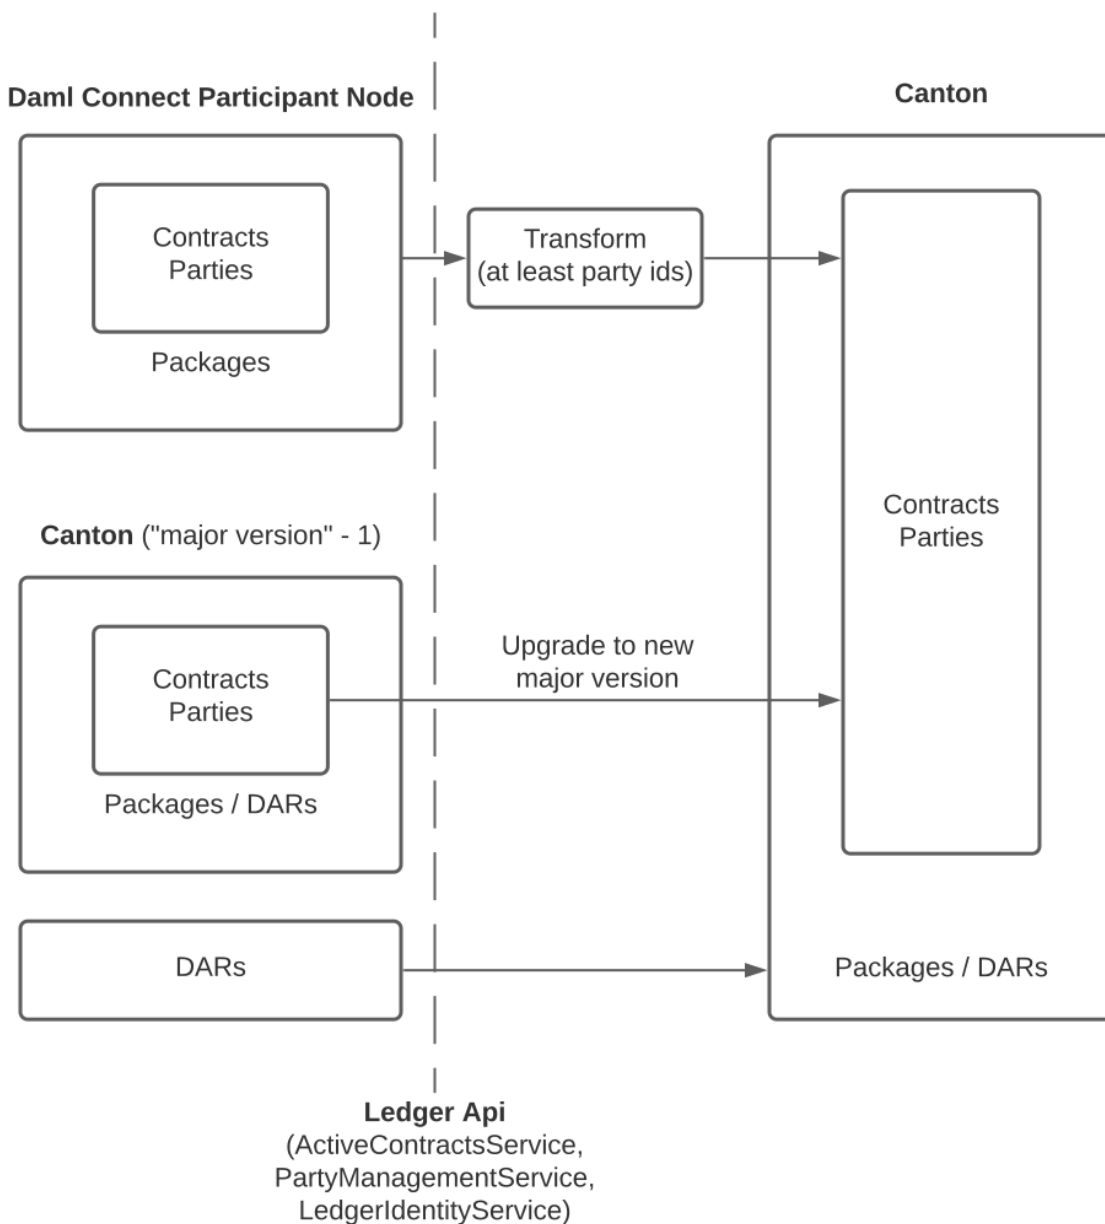 Daml Connect Participant Node
Canton
Contracts
Parties
Packages
Transform
(at least party ids)
Canton ("major version" - 1)
Contracts
Parties
Packages / DARs
Upgrade to new
major version
Contracts
Parties
DARs
Packages / DARs
Ledger Api
(ActiveContractsService,
PartyManagementService,
LedgerIdentityService)